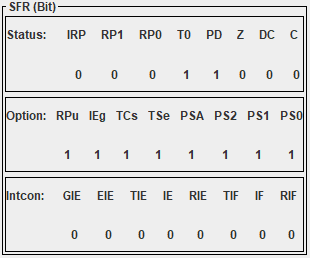 SFR (Bit)
Status: IRP RP1 RP0 T0 PD Z DC C
0 0 0 1 1 0 0 0
Option: RPu IEg TCs TSe PSA PS2 PS1 PS0
1 1 1 1 1 1 1 1
Intcon: GIE EIE TIE IE RIE TIF IF RIF
0 0 0 0 0 0 0 0